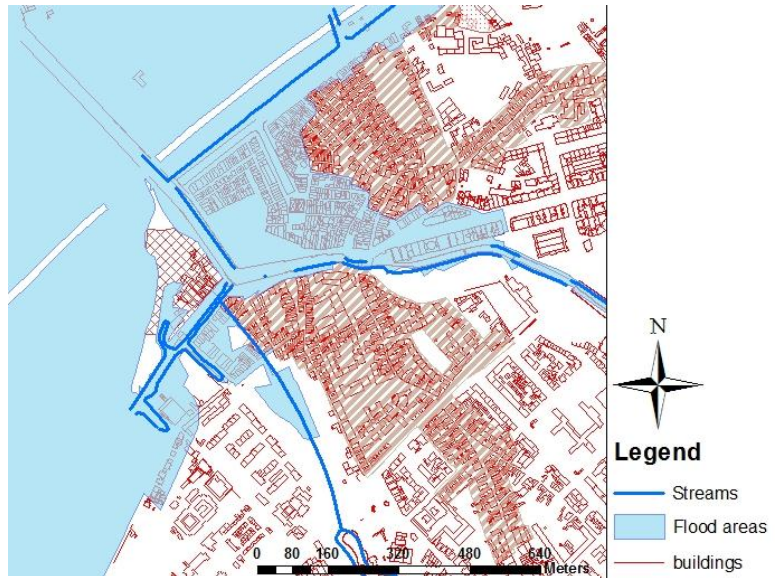 N
Legend
Streams
Flood areas
buildings
0 80 160 320 480 640
Meters